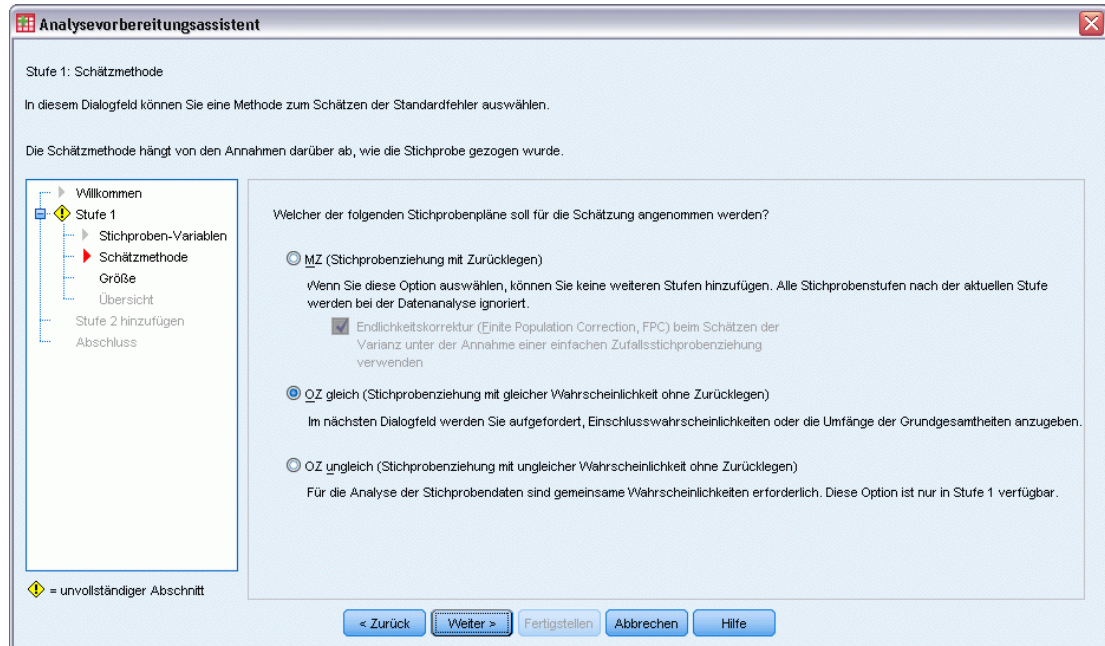 Analysevorbereitungsassistent
Stufe 1: Schätzmethode
In diesem Dialogfeld können Sie eine Methode zum Schätzen der Standardfehler auswählen.
Die Schätzmethode hängt von den Annahmen darüber ab, wie die Stichprobe gezogen wurde.
Willkommen
Stufe 1
Stichproben-Variablen
Schätzmethode
Größe
Übersicht
Stufe 2 hinzufügen
Abschluss
! = unvollständiger Abschnitt
Welcher der folgenden Stichprobenpläne soll für die Schätzung angenommen werden?
MZ (Stichprobenziehung mit Zurücklegen)
Wenn Sie diese Option auswählen, können Sie keine weiteren Stufen hinzufügen. Alle Stichprobenstufen nach der aktuellen Stufe
werden bei der Datenanalyse ignoriert.
Endlichkeitskorrektur (Finite Population Correction, FPC) beim Schätzen der
Varianz unter der Annahme einer einfachen Zufallsstichprobenziehung
verwenden
OZ gleich (Stichprobenziehung mit gleicher Wahrscheinlichkeit ohne Zurücklegen)
Im nächsten Dialogfeld werden Sie aufgefordert, Einschlusswahrscheinlichkeiten oder die Umfänge der Grundgesamtheiten anzugeben.
OZ ungleich (Stichprobenziehung mit ungleicher Wahrscheinlichkeit ohne Zurücklegen)
Für die Analyse der Stichprobendaten sind gemeinsame Wahrscheinlichkeiten erforderlich. Diese Option ist nur in Stufe 1 verfügbar.
< Zurück Weiter > Fertigstellen Abbrechen Hilfe